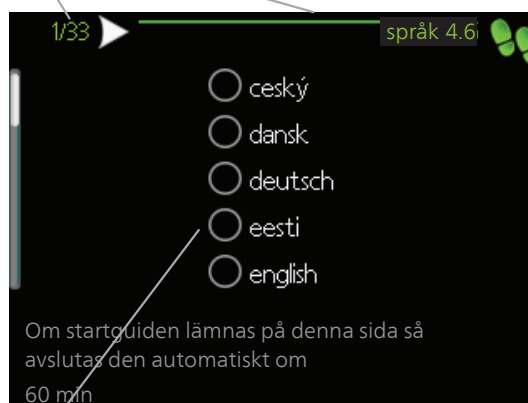 1/33
språk 4.6
ceský
dansk
deutsch
eesti
english
Om startguiden lämnas på denna sida så
avslutas den automatiskt om
60 min